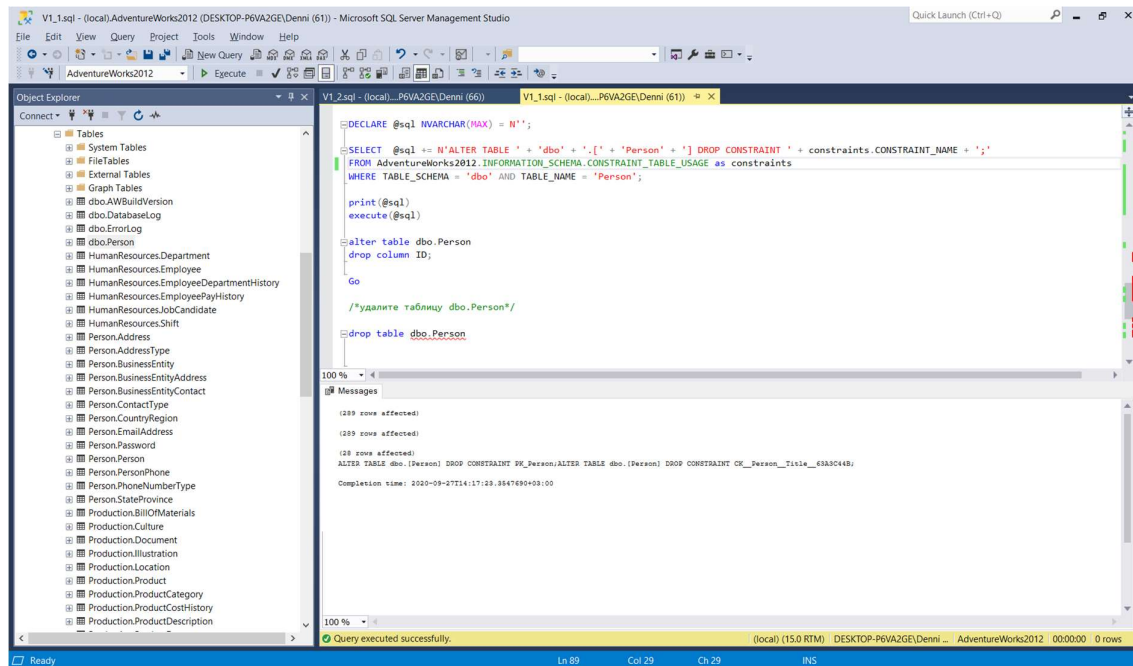 V1_1.sql - (local).AdventureWorks2012 (DESKTOP-P6VA2GE\Denni (61)) - Microsoft SQL Server Management Studio
Quick Launch (Ctrl+Q)
File Edit View Query Project Tools Window Help
New Query
AdventureWorks2012 Execute
Object Explorer
Connect
Tables
System Tables
FileTables
External Tables
Graph Tables
dbo.AWBuildVersion
dbo.DatabaseLog
dbo.ErrorLog
dbo.Person
HumanResources.Department
HumanResources.Employee
HumanResources.EmployeeDepartmentHistory
HumanResources.EmployeePayHistory
HumanResources.JobCandidate
HumanResources.Shift
Person.Address
Person.AddressType
Person.BusinessEntity
Person.BusinessEntityAddress
Person.BusinessEntityContact
Person.ContactType
Person.CountryRegion
Person.EmailAddress
Person.Password
Person.Person
Person.PersonPhone
Person.PhoneNumberType
Person.StateProvince
Production.BillOfMaterials
Production.Culture
Production.Document
Production.Illustration
Production.Location
Production.Product
Production.ProductCategory
Production.ProductCostHistory
Production.ProductDescription
V1_2.sql - (local)....P6VA2GE\Denni (66))
V1_1.sql - (local)....P6VA2GE\Denni (61))
DECLARE @sql NVARCHAR(MAX) = N'';
SELECT @sql += N'ALTER TABLE ' + 'dbo' + '.[' + 'Person' + '] DROP CONSTRAINT ' + constraints.CONSTRAINT_NAME + ';'
FROM AdventureWorks2012.INFORMATION_SCHEMA.CONSTRAINT_TABLE_USAGE as constraints
WHERE TABLE_SCHEMA = 'dbo' AND TABLE_NAME = 'Person';
print(@sql)
execute(@sql)
alter table dbo.Person
drop column ID;
Go
/*удалите таблицу dbo.Person*/
drop table dbo.Person
100 %
Messages
(289 rows affected)
(289 rows affected)
(28 rows affected)
ALTER TABLE dbo.[Person] DROP CONSTRAINT PK_Person;ALTER TABLE dbo.[Person] DROP CONSTRAINT CK__Person__Title__63A3C44B;
Completion time: 2020-09-27T14:17:23.3547690+03:00
100 %
Query executed successfully.
(local) (15.0 RTM) DESKTOP-P6VA2GE\Denni ... AdventureWorks2012 00:00:00 0 rows
Ready Ln 89 Col 29 Ch 29 INS